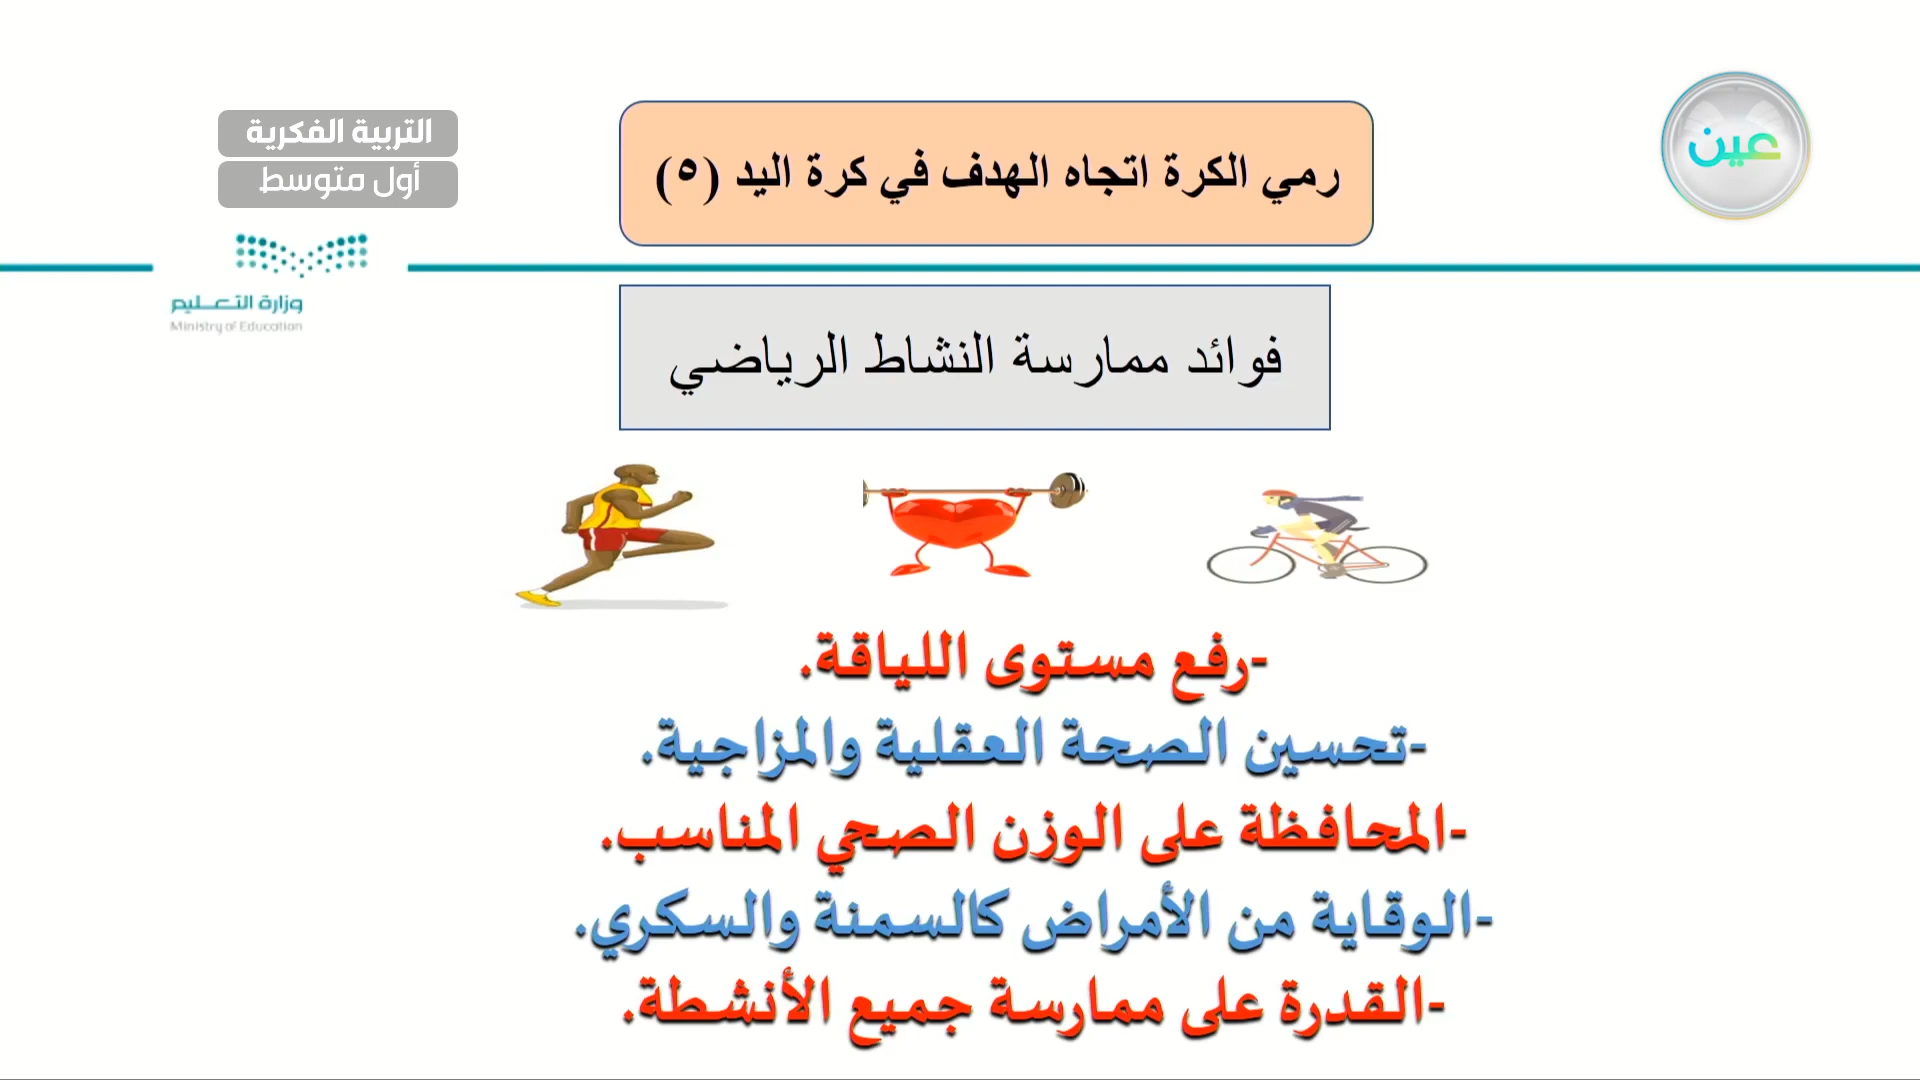 عين
رمي الكرة اتجاه الهدف في كرة اليد (٥)
التربية الفكرية
أول متوسط
وزارة التعـليم
Ministry of Education
فوائد ممارسة النشاط الرياضي
-رفع مستوى اللياقة.
-تحسين الصحة العقلية والمزاجية.
-المحافظة على الوزن الصحي المناسب.
-الوقاية من الأمراض كالسمنة والسكري.
-القدرة على ممارسة جميع الأنشطة.